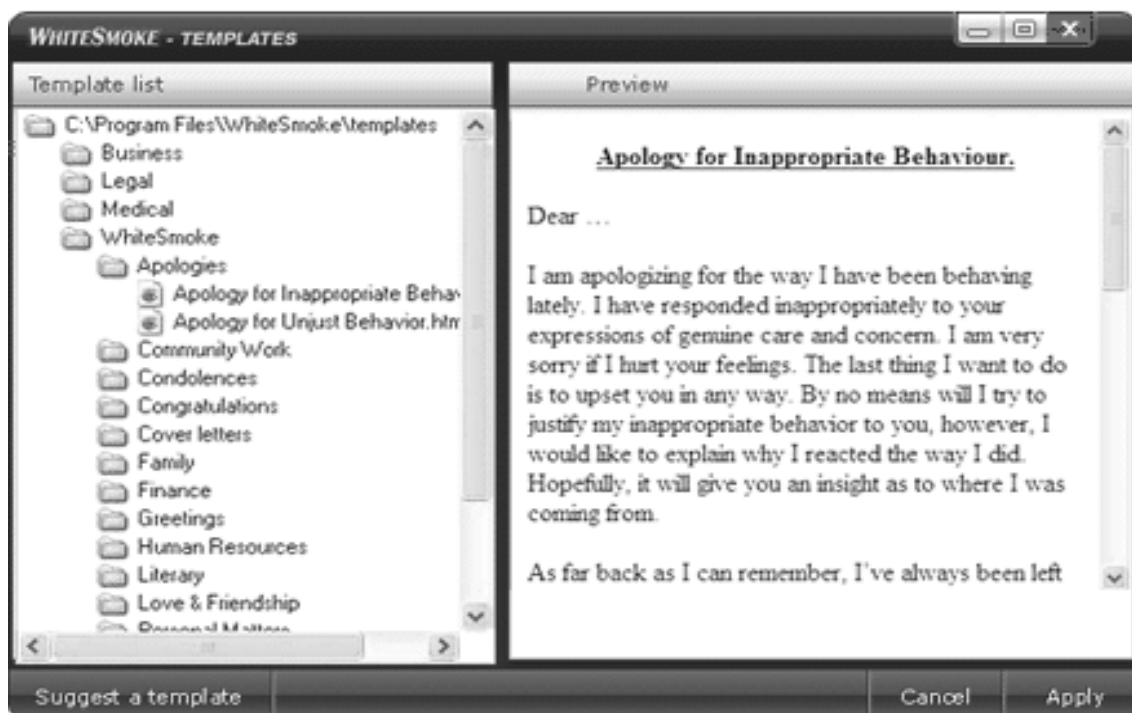 WHITESMOKE - TEMPLATES
Template list
C:\Program Files\WhiteSmoke\templates
Business
Legal
Medical
WhiteSmoke
Apologies
Apology for Inappropriate Behav
Apology for Unjust Behavior.htm
Community Work
Condolences
Congratulations
Cover letters
Family
Finance
Greetings
Human Resources
Literary
Love & Friendship
Personal Matters
Preview
Apology for Inappropriate Behaviour.
Dear …
I am apologizing for the way I have been behaving
lately. I have responded inappropriately to your
expressions of genuine care and concern. I am very
sorry if I hurt your feelings. The last thing I want to do
is to upset you in any way. By no means will I try to
justify my inappropriate behavior to you, however, I
would like to explain why I reacted the way I did.
Hopefully, it will give you an insight as to where I was
coming from.
As far back as I can remember, I've always been left
Suggest a template
Cancel
Apply